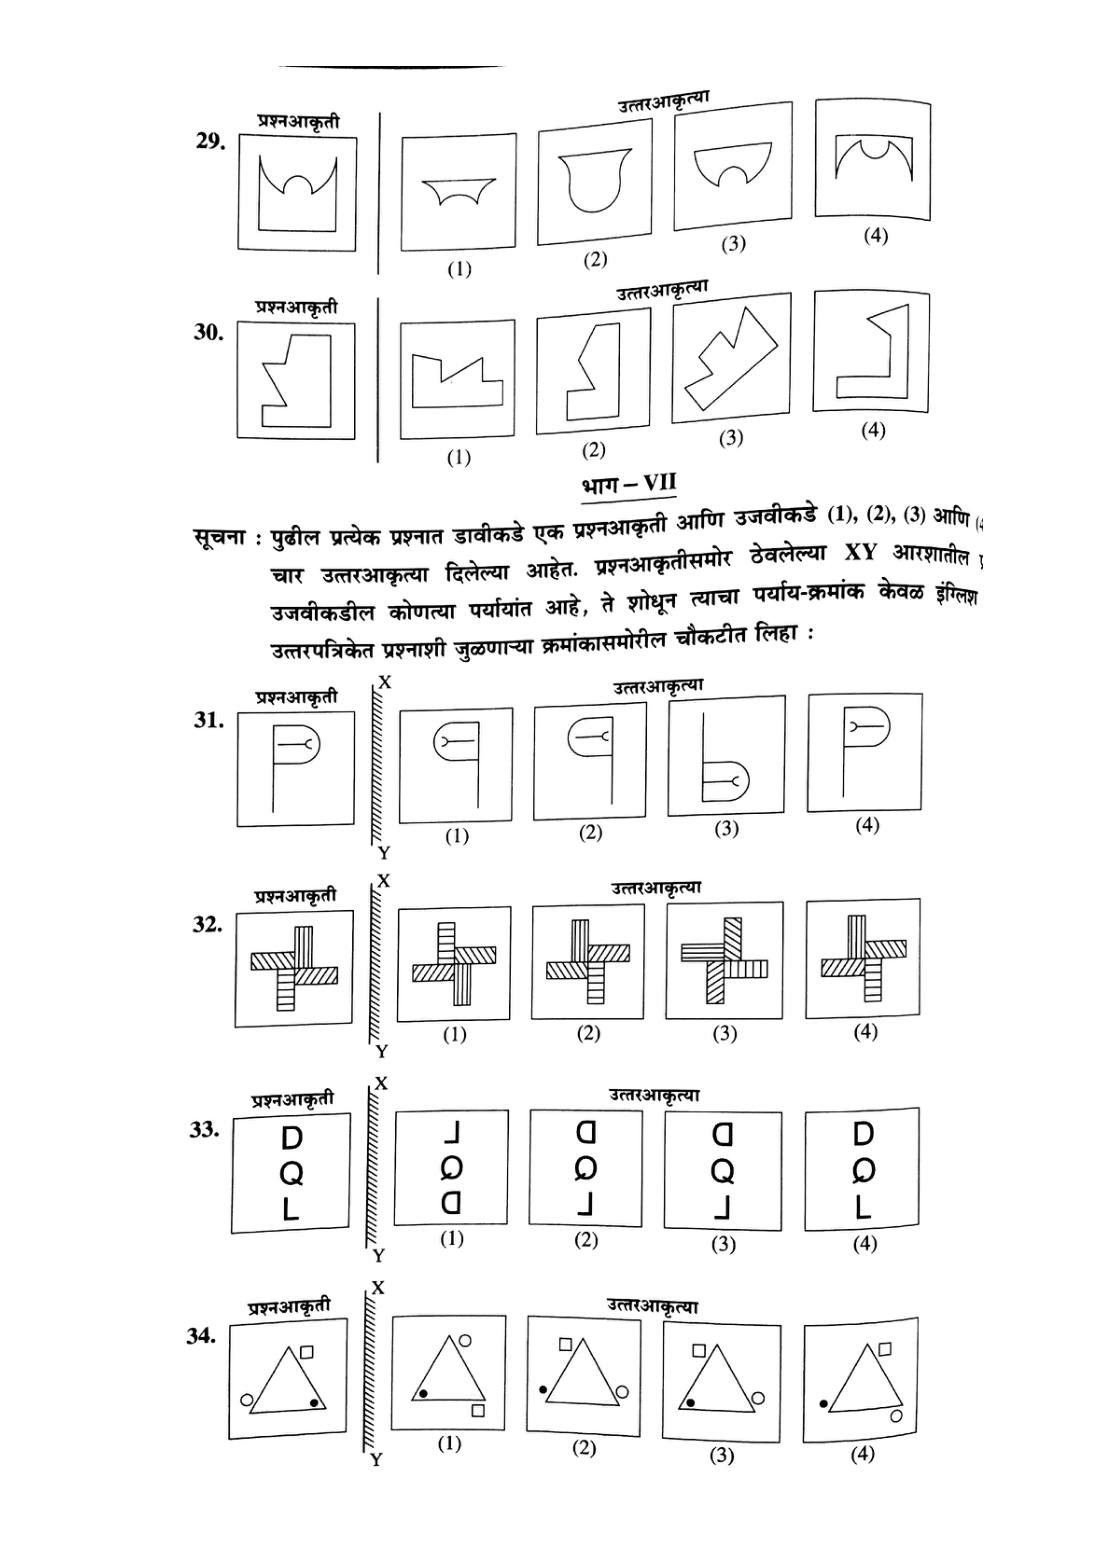 उत्तरआकृत्या
प्रश्नआकृती
29.
(1) (2) (3) (4)
उत्तरआकृत्या
प्रश्नआकृती
30.
(1) (2) (3) (4)
भाग – VII
सूचना : पुढील प्रत्येक प्रश्नात डावीकडे एक प्रश्नआकृती आणि उजवीकडे (1), (2), (3) आणि
चार उत्तरआकृत्या दिलेल्या आहेत. प्रश्नआकृतीसमोर ठेवलेल्या XY आरशातील
उजवीकडील कोणत्या पर्यायांत आहे, ते शोधून त्याचा पर्याय-क्रमांक केवळ इंग्लिश
उत्तरपत्रिकेत प्रश्नाशी जुळणाऱ्या क्रमांकासमोरील चौकटीत लिहा :
प्रश्नआकृती X उत्तरआकृत्या
31.
Y (1) (2) (3) (4)
प्रश्नआकृती X उत्तरआकृत्या
32.
Y (1) (2) (3) (4)
प्रश्नआकृती X उत्तरआकृत्या
33.
D
Q
L
Y (1) (2) (3) (4)
प्रश्नआकृती X उत्तरआकृत्या
34.
Y (1) (2) (3) (4)